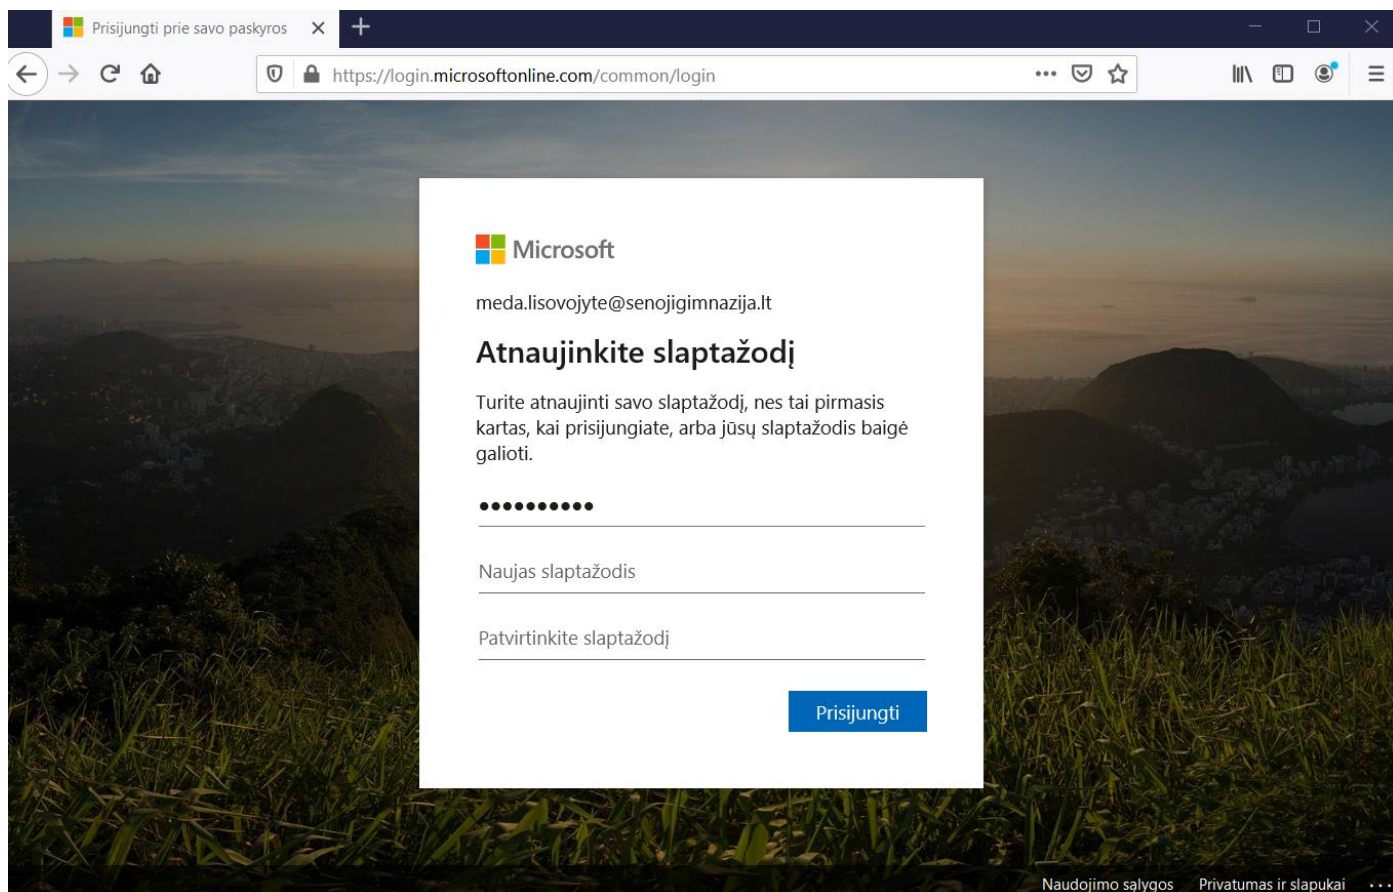 Prisijungti prie savo paskyros
https://login.microsoftonline.com/common/login
Microsoft
meda.lisovojyte@senojigimnazija.lt
Atnaujinkite slaptažodį
Turite atnaujinti savo slaptažodį, nes tai pirmasis
kartas, kai prisijungiate, arba jūsų slaptažodis baigė
galioti.
••••••••••
Naujas slaptažodis
Patvirtinkite slaptažodį
Prisijungti
Naudojimo sąlygos Privatumas ir slapukai ...